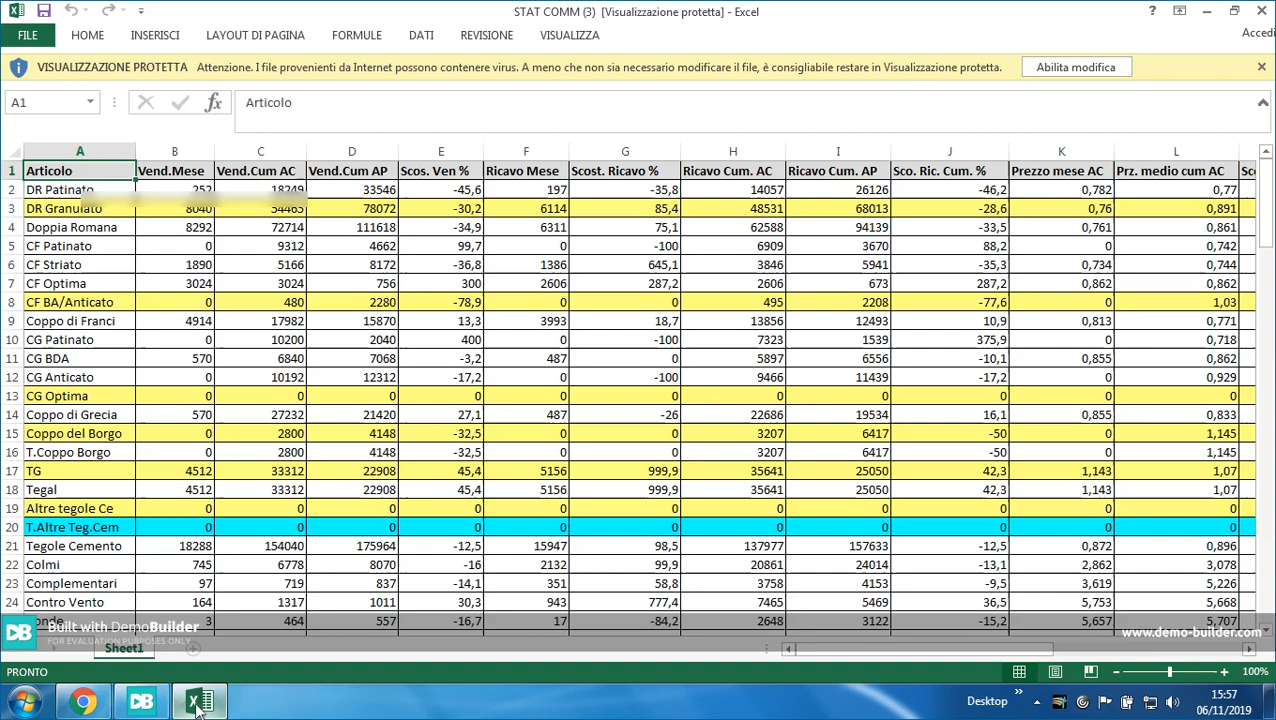 STAT COMM (3) [Visualizzazione protetta] - Excel
FILE HOME INSERISCI LAYOUT DI PAGINA FORMULE DATI REVISIONE VISUALIZZA Accedi
VISUALIZZAZIONE PROTETTA Attenzione. I file provenienti da Internet possono contenere virus. A meno che non sia necessario modificare il file, è consigliabile restare in Visualizzazione protetta. Abilita modifica
A1 fx Articolo
A B C D E F G H I J K L
1 Articolo Vend.Mese Vend.Cum AC Vend.Cum AP Scos. Ven % Ricavo Mese Scost. Ricavo % Ricavo Cum. AC Ricavo Cum. AP Sco. Ric. Cum. % Prezzo mese AC Prz. medio cum AC Sc
2 DR Patinato 252 18249 33546 -45,6 197 -35,8 14057 26126 -46,2 0,782 0,77
3 DR Granulato 8040 54465 78072 -30,2 6114 85,4 48531 68013 -28,6 0,76 0,891
4 Doppia Romana 8292 72714 111618 -34,9 6311 75,1 62588 94139 -33,5 0,761 0,861
5 CF Patinato 0 9312 4662 99,7 0 -100 6909 3670 88,2 0 0,742
6 CF Striato 1890 5166 8172 -36,8 1386 645,1 3846 5941 -35,3 0,734 0,744
7 CF Optima 3024 3024 756 300 2606 287,2 2606 673 287,2 0,862 0,862
8 CF BA/Anticato 0 480 2280 -78,9 0 0 495 2208 -77,6 0 1,03
9 Coppo di Franci 4914 17982 15870 13,3 3993 18,7 13856 12493 10,9 0,813 0,771
10 CG Patinato 0 10200 2040 400 0 -100 7323 1539 375,9 0 0,718
11 CG BDA 570 6840 7068 -3,2 487 0 5897 6556 -10,1 0,855 0,862
12 CG Anticato 0 10192 12312 -17,2 0 -100 9466 11439 -17,2 0 0,929
13 CG Optima 0 0 0 0 0 0 0 0 0 0 0
14 Coppo di Grecia 570 27232 21420 27,1 487 -26 22686 19534 16,1 0,855 0,833
15 Coppo del Borgo 0 2800 4148 -32,5 0 0 3207 6417 -50 0 1,145
16 T.Coppo Borgo 0 2800 4148 -32,5 0 0 3207 6417 -50 0 1,145
17 TG 4512 33312 22908 45,4 5156 999,9 35641 25050 42,3 1,143 1,07
18 Tegal 4512 33312 22908 45,4 5156 999,9 35641 25050 42,3 1,143 1,07
19 Altre tegole Ce 0 0 0 0 0 0 0 0 0 0 0
20 T.Altre Teg.Cem 0 0 0 0 0 0 0 0 0 0 0
21 Tegole Cemento 18288 154040 175964 -12,5 15947 98,5 137977 157633 -12,5 0,872 0,896
22 Colmi 745 6778 8070 -16 2132 99,9 20861 24014 -13,1 2,862 3,078
23 Complementari 97 719 837 -14,1 351 58,8 3758 4153 -9,5 3,619 5,226
24 Contro Vento 164 1317 1011 30,3 943 777,4 7465 5469 36,5 5,753 5,668
3 464 557 -16,7 17 -84,2 2648 3122 -15,2 5,657 5,707
DB Built with DemoBuilder
FOR EVALUATION PURPOSES ONLY
www.demo-builder.com
Sheet1
PRONTO 100%
DB Desktop 15:57
06/11/2019